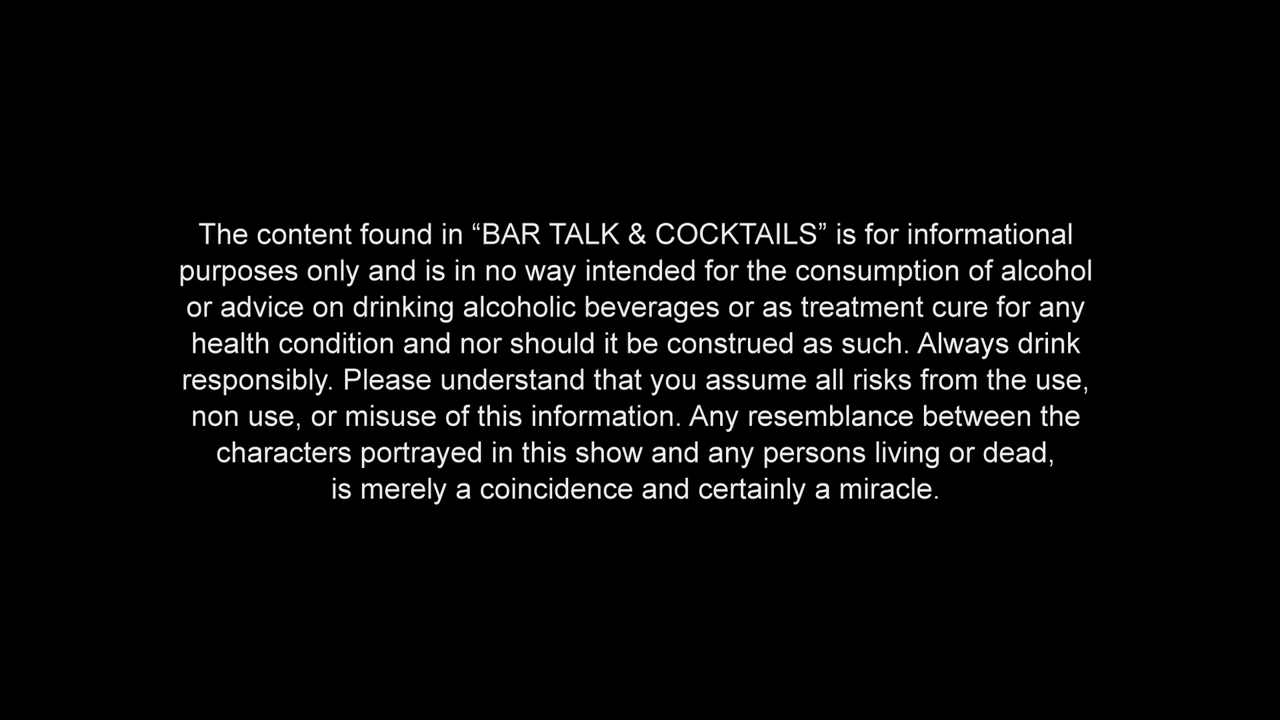 The content found in “BAR TALK & COCKTAILS” is for informational
purposes only and is in no way intended for the consumption of alcohol
or advice on drinking alcoholic beverages or as treatment cure for any
health condition and nor should it be construed as such. Always drink
responsibly. Please understand that you assume all risks from the use,
non use, or misuse of this information. Any resemblance between the
characters portrayed in this show and any persons living or dead,
is merely a coincidence and certainly a miracle.